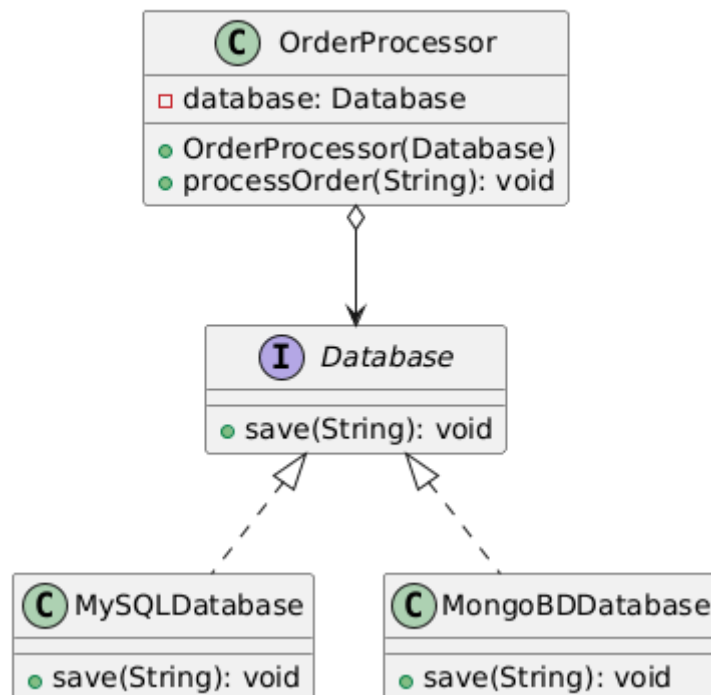 C OrderProcessor
database: Database
OrderProcessor(Database)
processOrder(String): void
I Database
save(String): void
C MySQLDatabase
save(String): void
C MongoBDDatabase
save(String): void